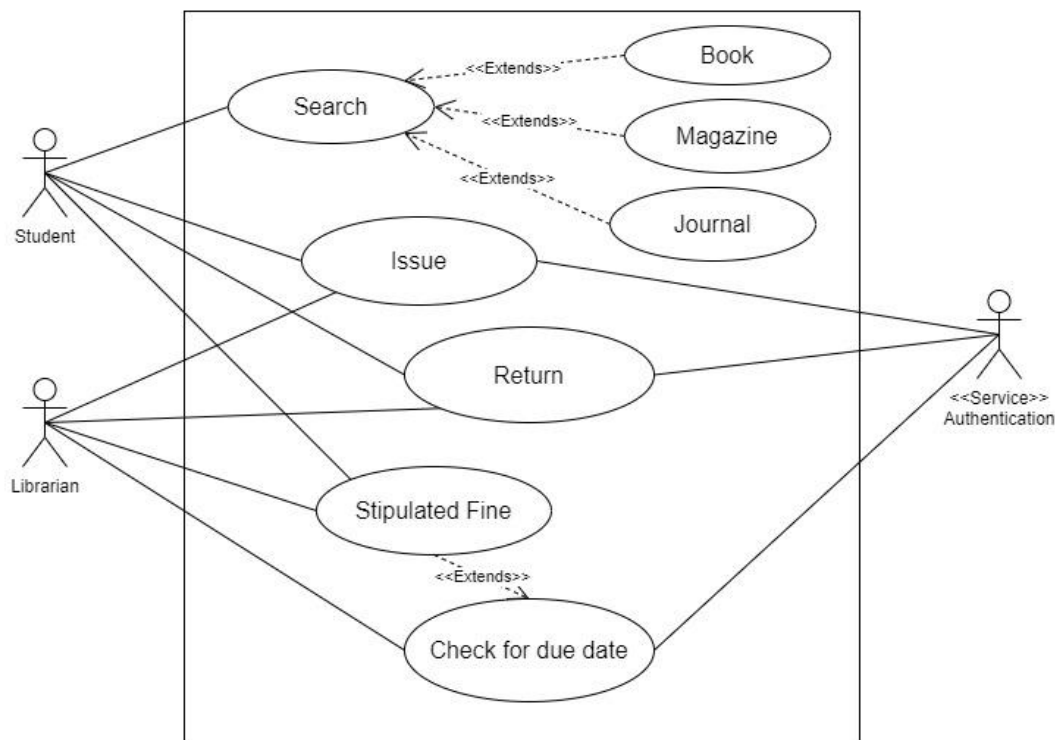 Book
<<Extends>>
Search
<<Extends>>
Magazine
<<Extends>>
Journal
Student
Issue
Return
<<Service>>
Authentication
Librarian
Stipulated Fine
<<Extends>>
Check for due date